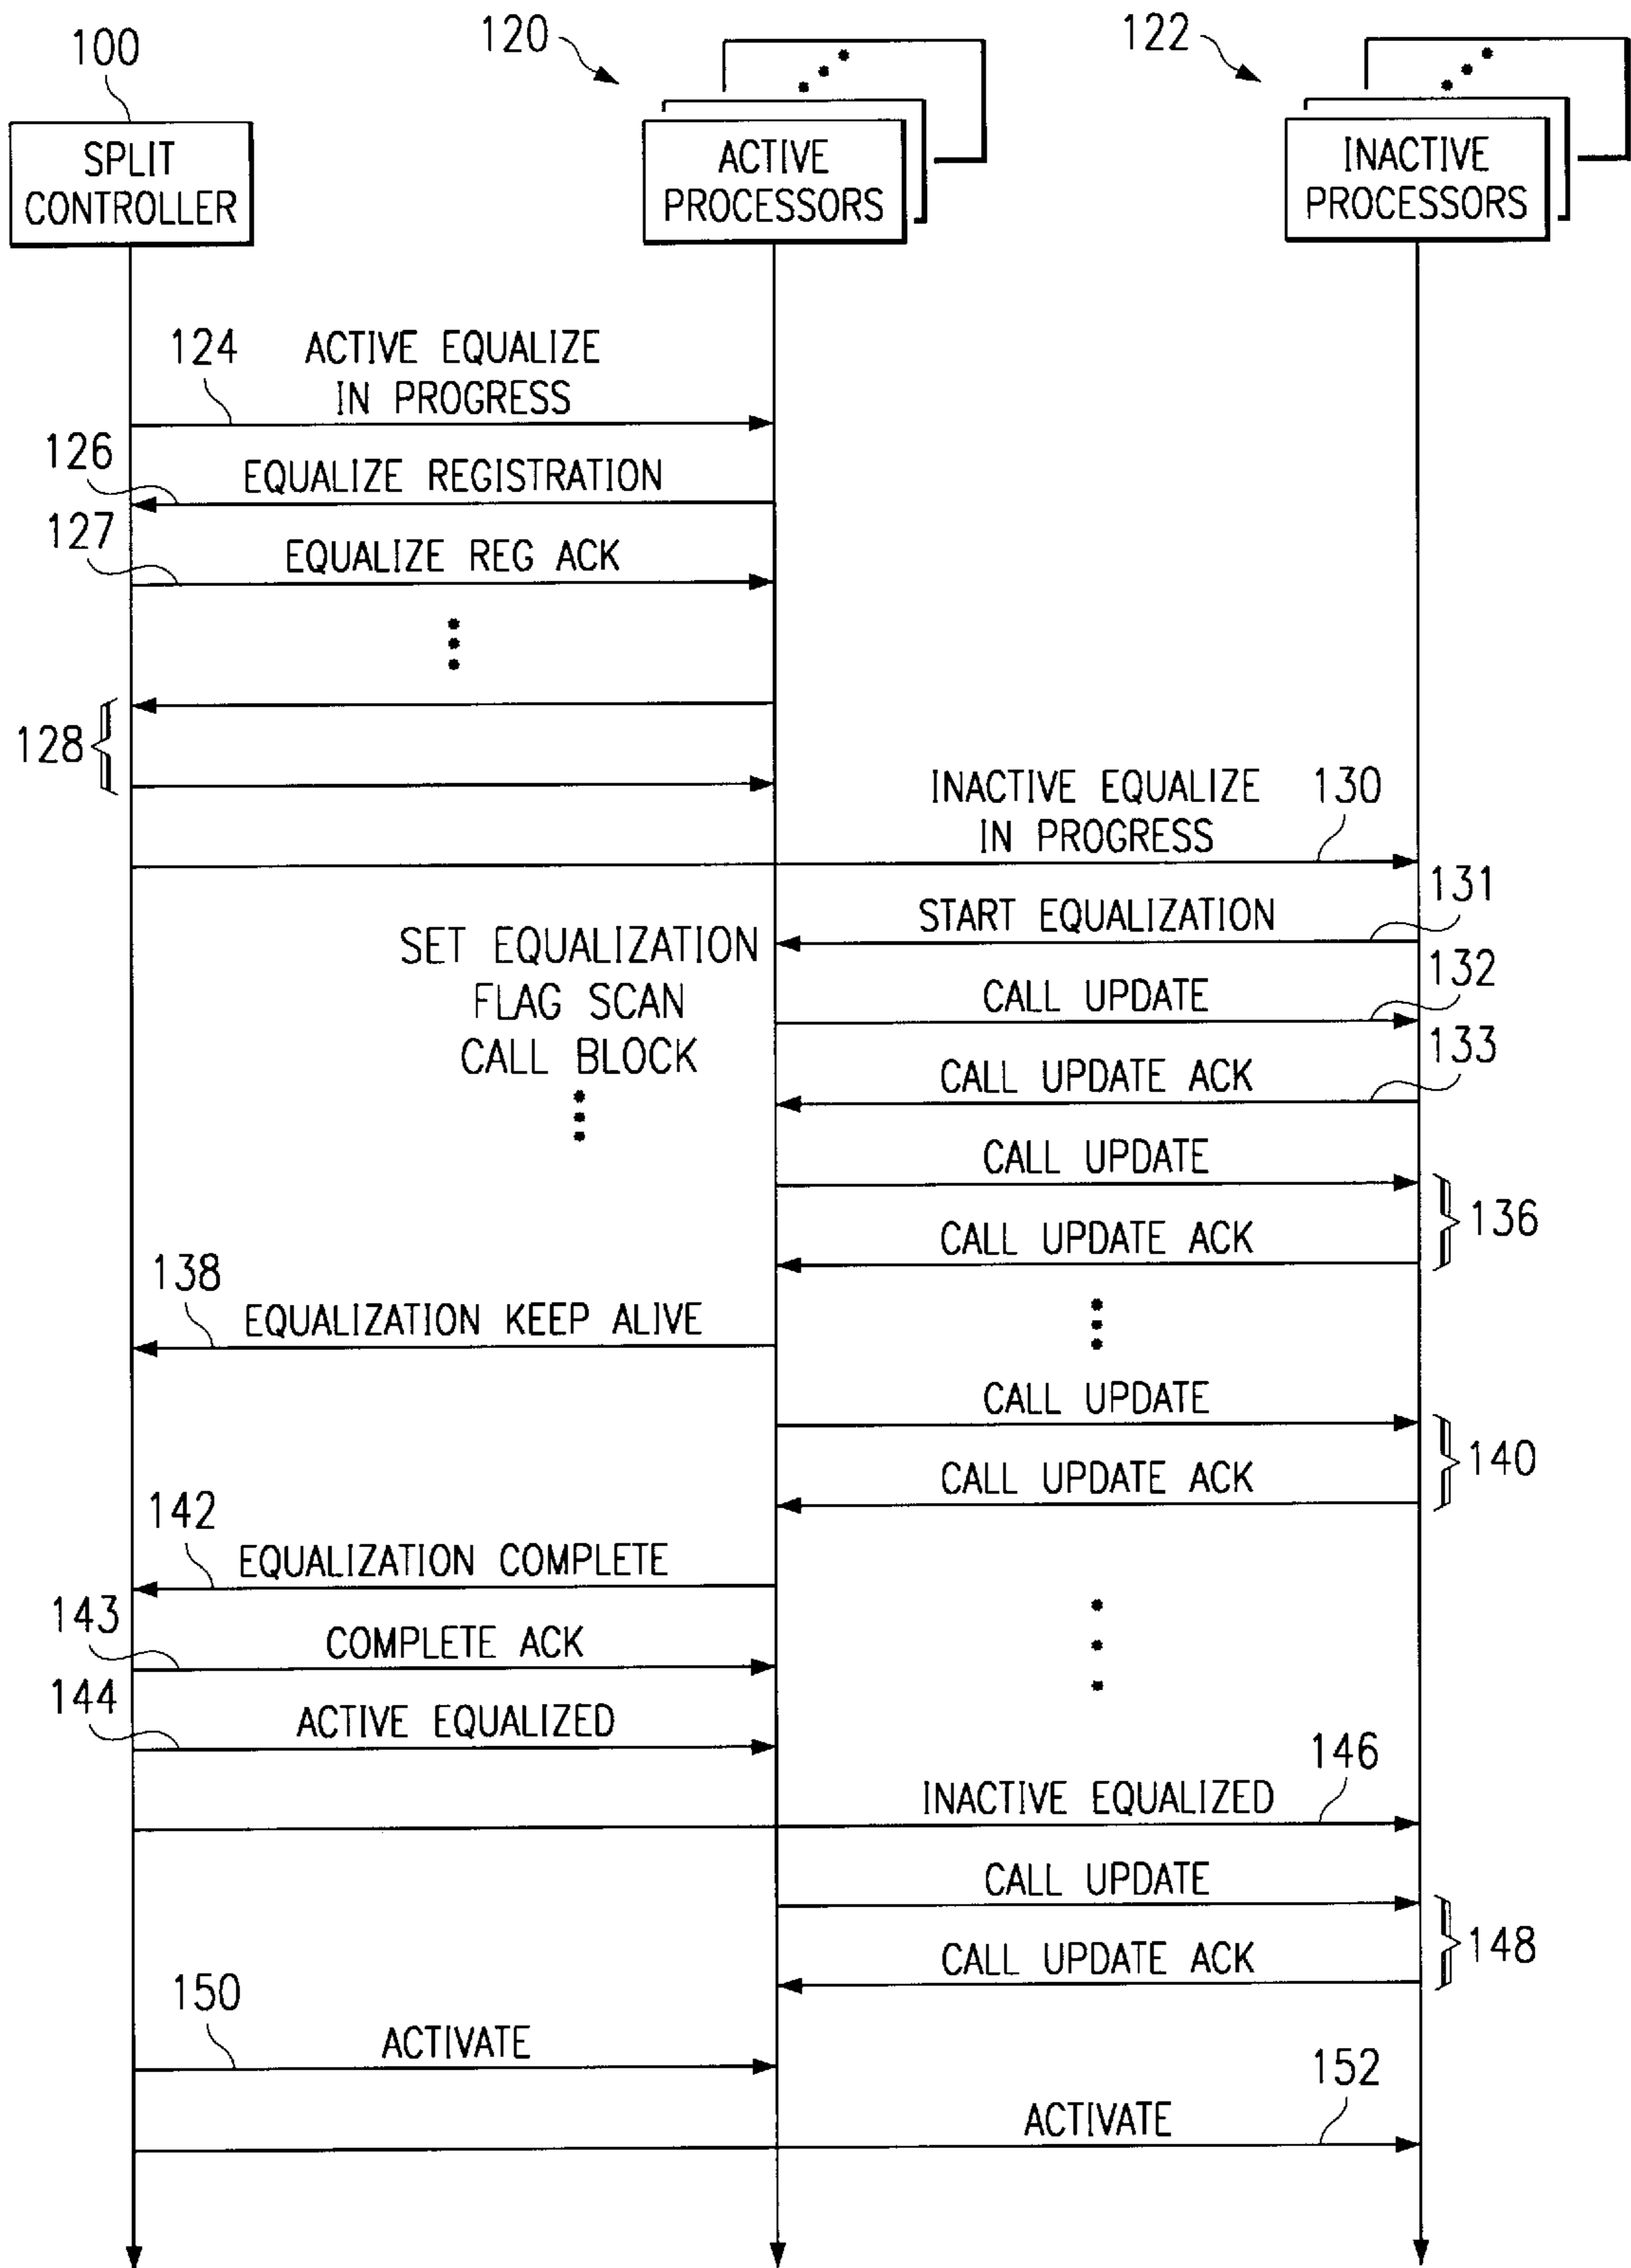 100
120
122
SPLIT
CONTROLLER
ACTIVE
PROCESSORS
INACTIVE
PROCESSORS
124
ACTIVE EQUALIZE
IN PROGRESS
126
EQUALIZE REGISTRATION
127
EQUALIZE REG ACK
128
INACTIVE EQUALIZE
IN PROGRESS
130
131
START EQUALIZATION
SET EQUALIZATION
FLAG SCAN
CALL BLOCK
132
CALL UPDATE
133
CALL UPDATE ACK
CALL UPDATE
136
CALL UPDATE ACK
138
EQUALIZATION KEEP ALIVE
CALL UPDATE
140
CALL UPDATE ACK
142
EQUALIZATION COMPLETE
143
COMPLETE ACK
144
ACTIVE EQUALIZED
146
INACTIVE EQUALIZED
CALL UPDATE
148
CALL UPDATE ACK
150
ACTIVATE
152
ACTIVATE